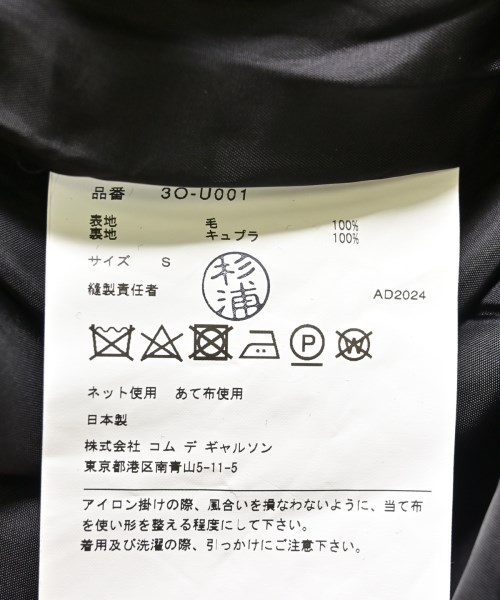 品番 3O-U001
表地 毛 100%
裏地 キュプラ 100%
サイズ S
杉浦
縫製責任者 AD2024
P W
ネット使用 あて布使用
日本製
株式会社 コム デ ギャルソン
東京都港区南青山5-11-5
アイロン掛けの際、風合いを損なわないように、当て布
を使い形を整える程度にして下さい。
着用及び洗濯の際、引っかけにご注意下さい。